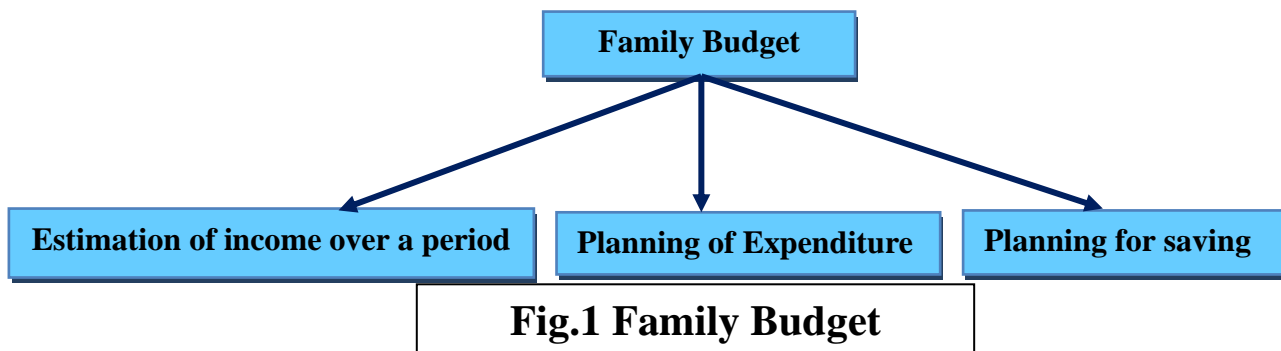 Family Budget
Estimation of income over a period
Planning of Expenditure
Planning for saving
Fig.1 Family Budget